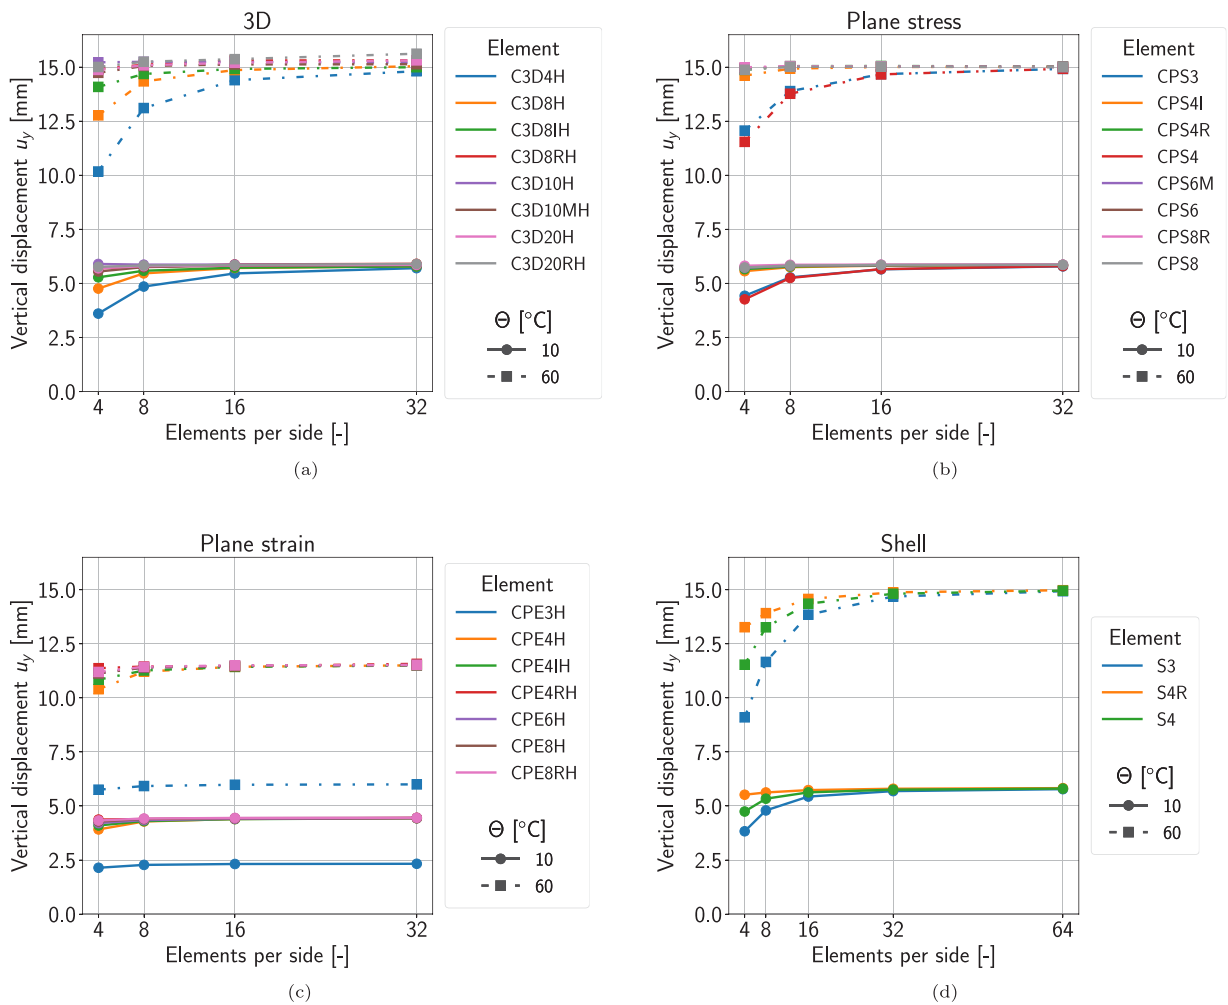 3D
Vertical displacement u_y [mm]
15.0
12.5
10.0
7.5
5.0
2.5
0.0
4 8 16 32
Elements per side [-]
Element
C3D4H
C3D8H
C3D8IH
C3D8RH
C3D10H
C3D10MH
C3D20H
C3D20RH
Θ [°C]
10
60
(a)
Plane stress
Vertical displacement u_y [mm]
15.0
12.5
10.0
7.5
5.0
2.5
0.0
4 8 16 32
Elements per side [-]
Element
CPS3
CPS4I
CPS4R
CPS4
CPS6M
CPS6
CPS8R
CPS8
Θ [°C]
10
60
(b)
Plane strain
Vertical displacement u_y [mm]
15.0
12.5
10.0
7.5
5.0
2.5
0.0
4 8 16 32
Elements per side [-]
Element
CPE3H
CPE4H
CPE4IH
CPE4RH
CPE6H
CPE8H
CPE8RH
Θ [°C]
10
60
(c)
Shell
Vertical displacement u_y [mm]
15.0
12.5
10.0
7.5
5.0
2.5
0.0
4 8 16 32 64
Elements per side [-]
Element
S3
S4R
S4
Θ [°C]
10
60
(d)